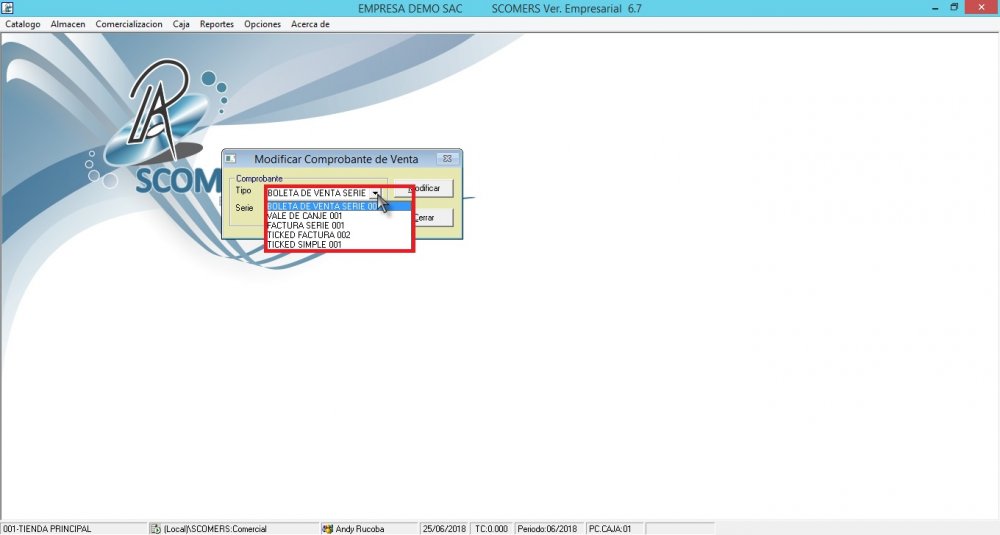 EMPRESA DEMO SAC SCOMERS Ver. Empresarial 6.7
Catalogo Almacen Comercializacion Caja Reportes Opciones Acerca de
SCOM
Modificar Comprobante de Venta
Comprobante
Tipo BOLETA DE VENTA SERIE Modificar
BOLETA DE VENTA SERIE 00
Serie VALE DE CANJE 001
FACTURA SERIE 001 Cerrar
TICKED FACTURA 002
TICKED SIMPLE 001
001-TIENDA PRINCIPAL (Local)\SCOMERS:Comercial Andy Rucoba 25/06/2018 TC:0.000 Periodo:06/2018 PC.CAJA:01